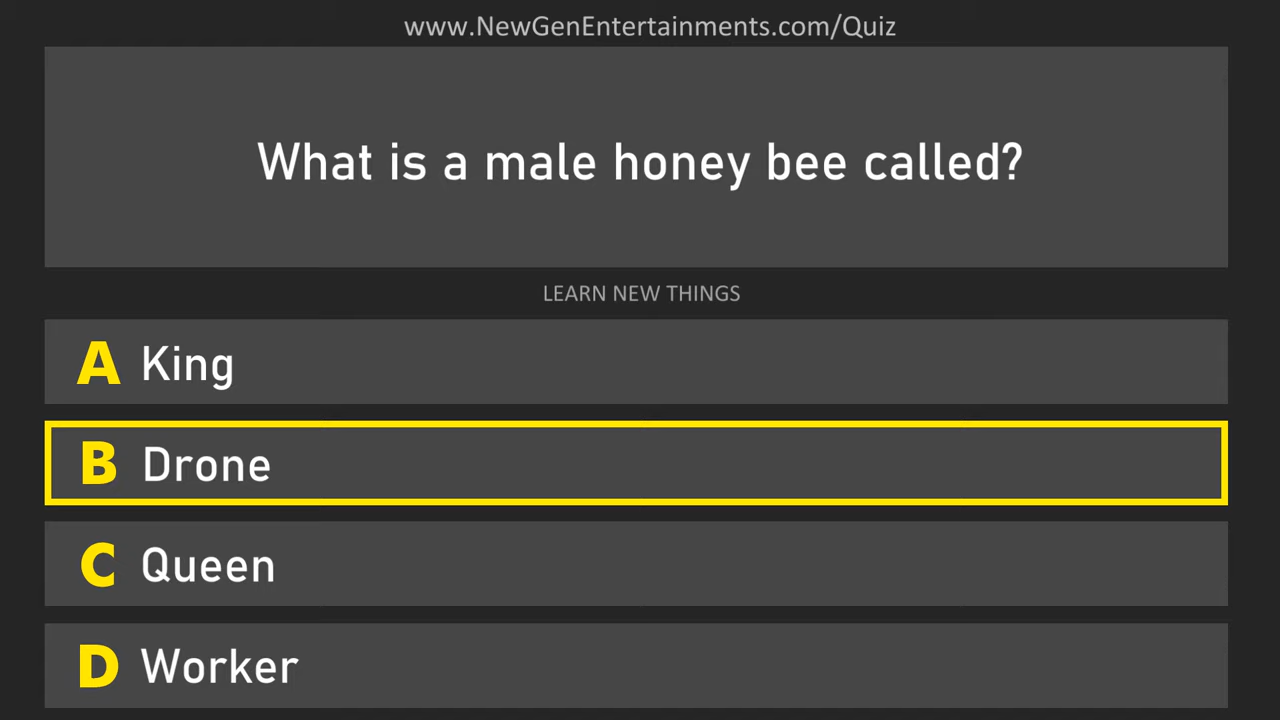 www.NewGenEntertainments.com/Quiz
What is a male honey bee called?
LEARN NEW THINGS
A King
B Drone
C Queen
D Worker